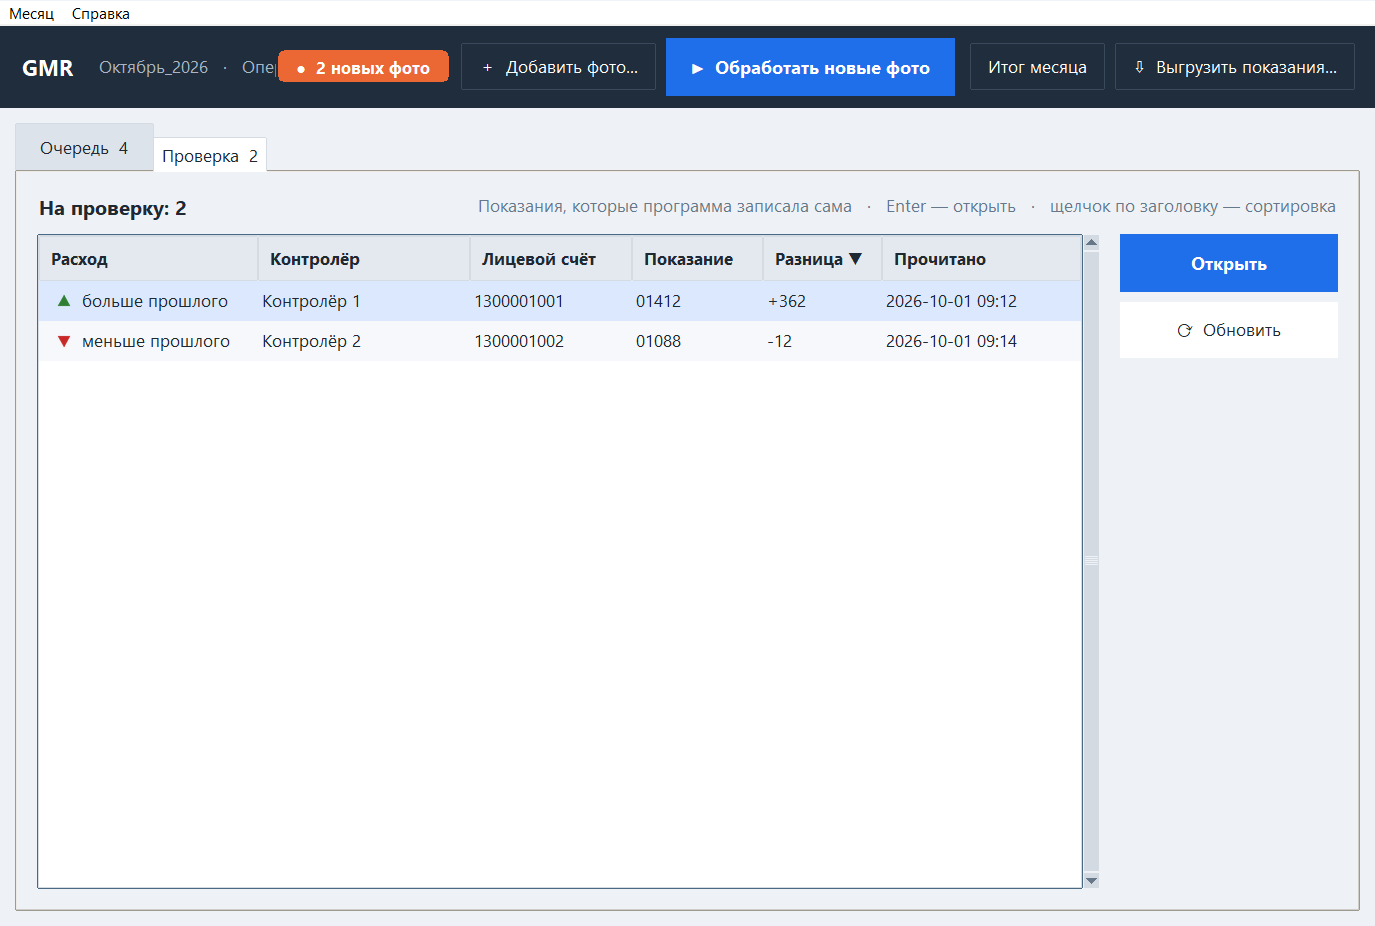 Месяц Справка
GMR Октябрь_2026 · Опе ● 2 новых фото + Добавить фото... ► Обработать новые фото Итог месяца ⇩ Выгрузить показания...
Очередь 4 Проверка 2
На проверку: 2 Показания, которые программа записала сама · Enter — открыть · щелчок по заголовку — сортировка
Расход Контролёр Лицевой счёт Показание Разница ▼ Прочитано
▲ больше прошлого Контролёр 1 1300001001 01412 +362 2026-10-01 09:12
▼ меньше прошлого Контролёр 2 1300001002 01088 -12 2026-10-01 09:14
Открыть
⟳ Обновить